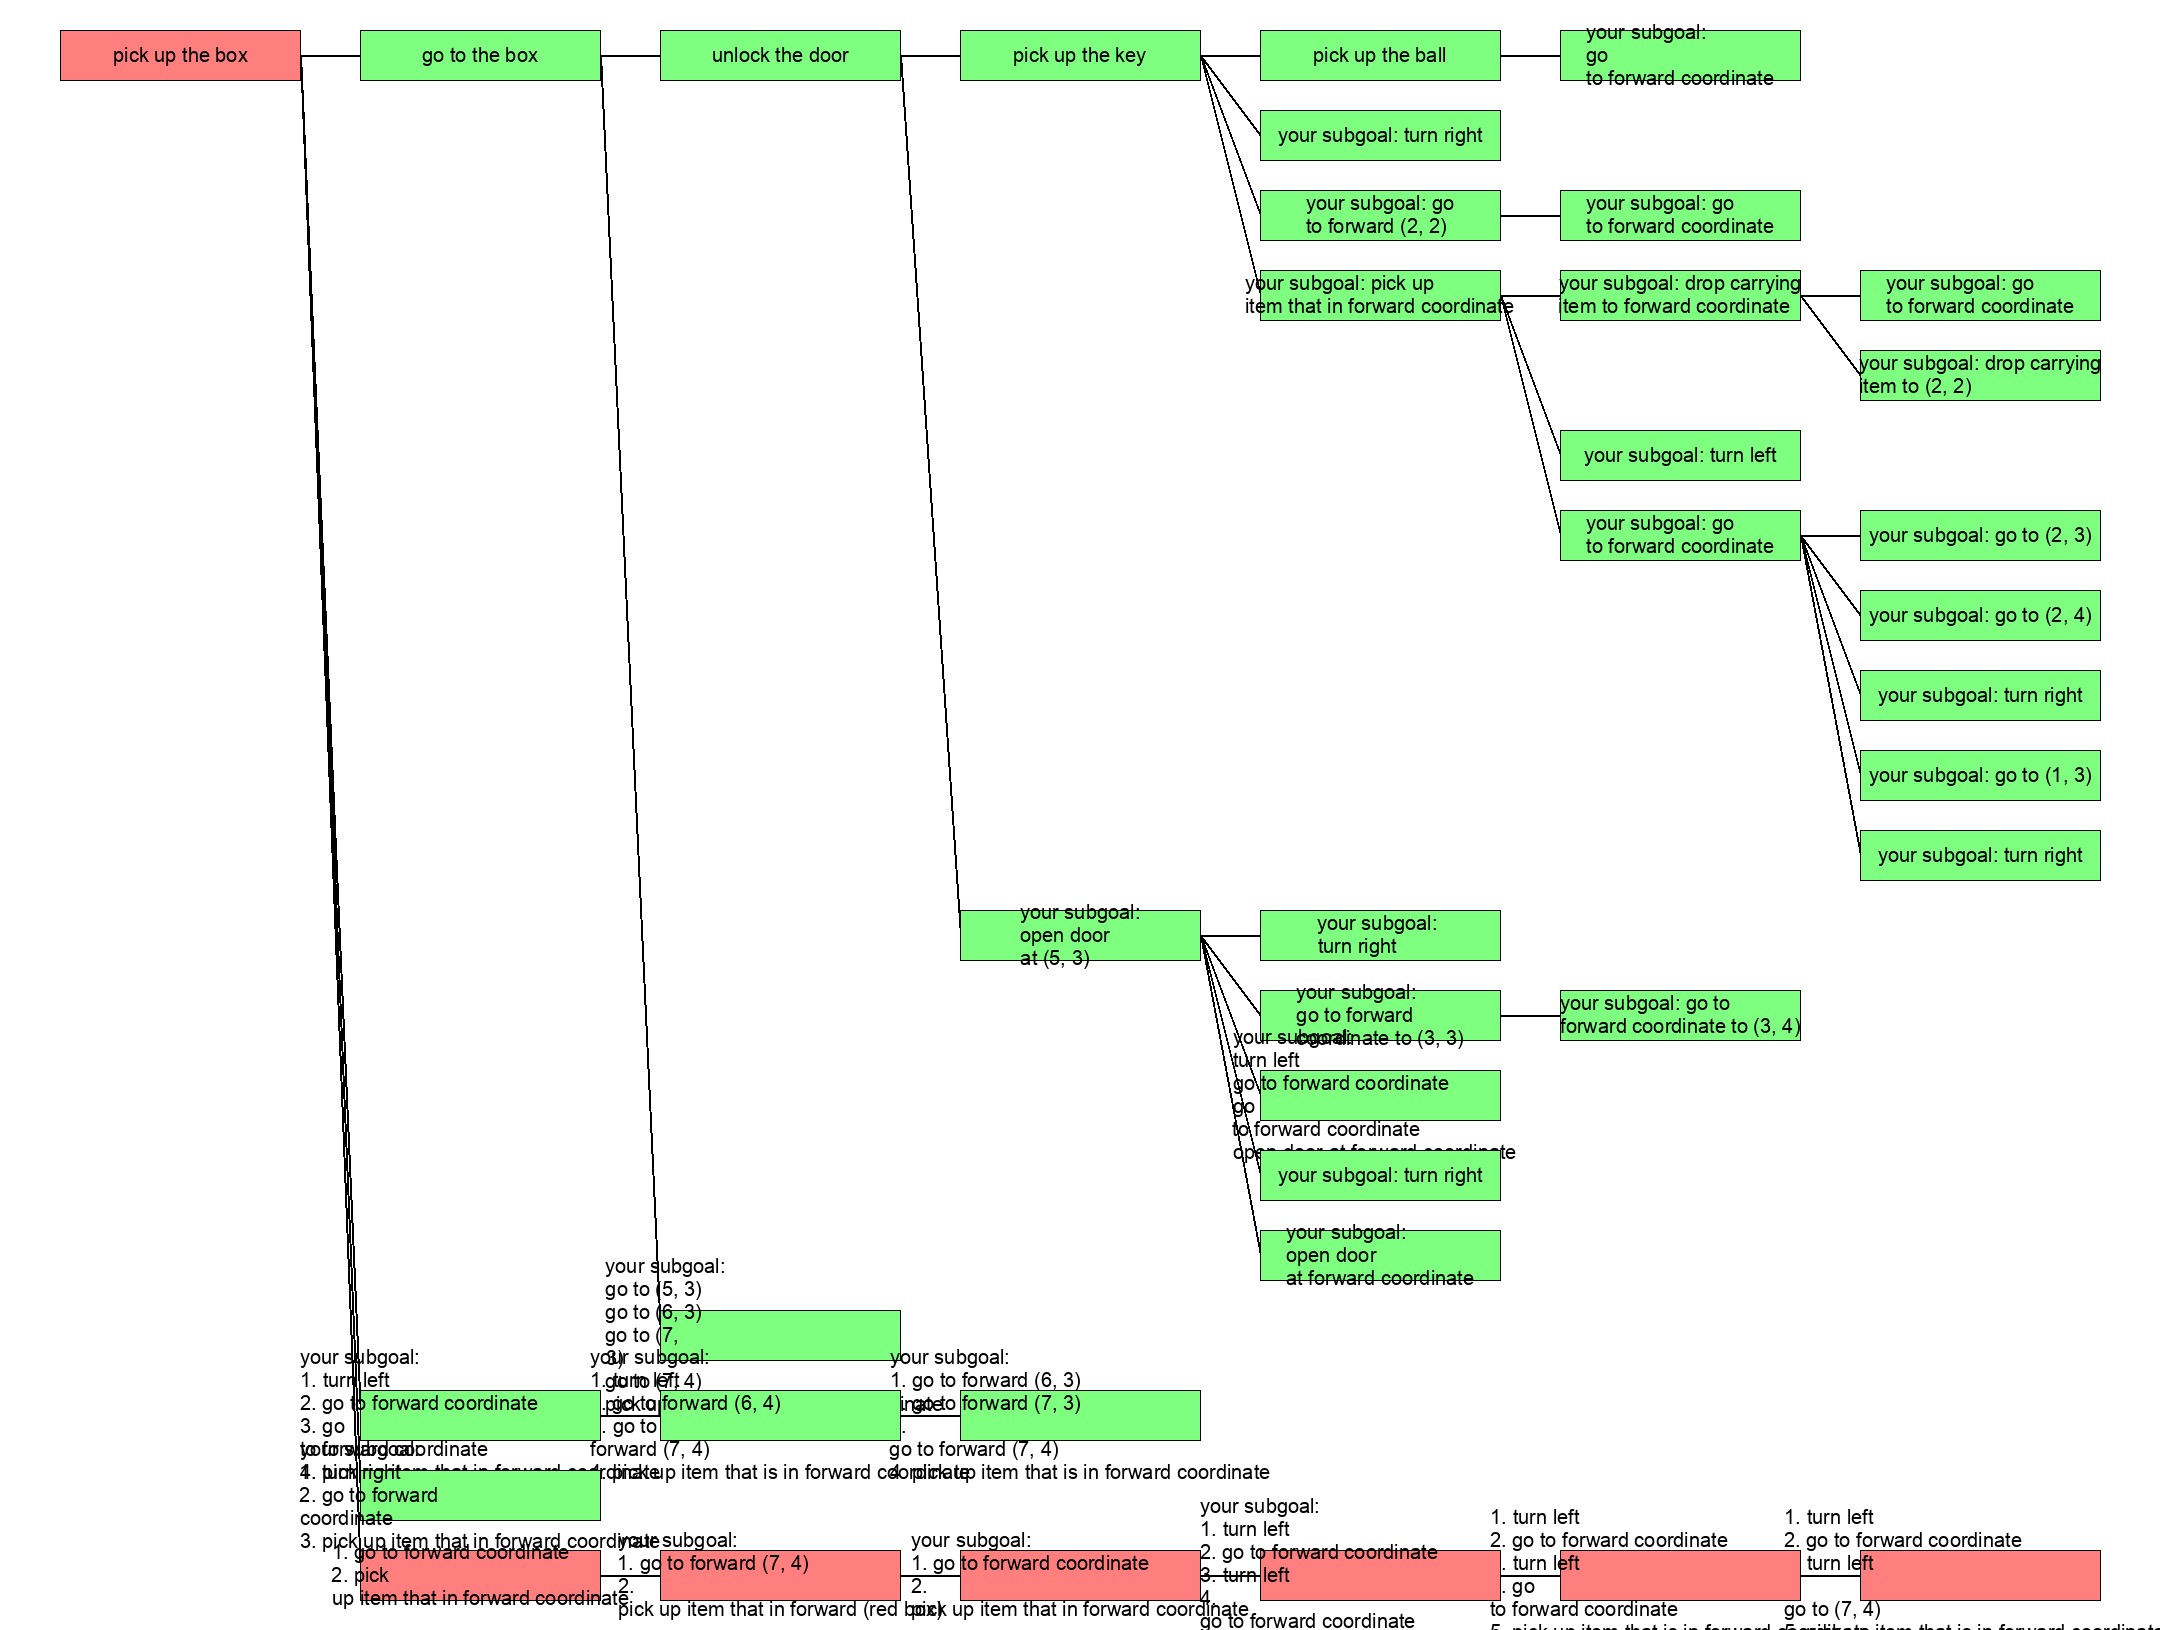 pick up the box
go to the box
unlock the door
pick up the key
pick up the ball
your subgoal:
go
to forward coordinate
your subgoal: turn right
your subgoal: go
to forward (2, 2)
your subgoal: go
to forward coordinate
your subgoal: pick up
item that in forward coordinate
your subgoal: drop carrying
item to forward coordinate
your subgoal: go
to forward coordinate
your subgoal: drop carrying
item to (2, 2)
your subgoal: turn left
your subgoal: go
to forward coordinate
your subgoal: go to (2, 3)
your subgoal: go to (2, 4)
your subgoal: turn right
your subgoal: go to (1, 3)
your subgoal: turn right
your subgoal:
open door
at (5, 3)
your subgoal:
turn right
your subgoal:
go to forward
coordinate to (3, 3)
your subgoal: go to
forward coordinate to (3, 4)
your subgoal:
turn left
go to forward coordinate
go
to forward coordinate
open door at forward coordinate
your subgoal: turn right
your subgoal:
open door
at forward coordinate
your subgoal:
go to (5, 3)
go to (6, 3)
go to (7,
3)
go to (7, 4)
pick up
your subgoal:
1. turn left
2. go to forward coordinate
3. go
to forward coordinate
4. pick up item that in forward coordinate
your subgoal:
1. turn left
go to forward (6, 4)
go to
forward (7, 4)
pick up item that is in forward coordinate
your subgoal:
1. go to forward (6, 3)
go to forward (7, 3)
go to forward (7, 4)
4. pick up item that is in forward coordinate
your subgoal:
1. turn right
2. go to forward
coordinate
3. pick up item that in forward coordinate
1. go to forward coordinate
2. pick
up item that in forward coordinate
your subgoal:
1. go to forward (7, 4)
2.
pick up item that in forward (red box)
your subgoal:
1. go to forward coordinate
2.
pick up item that in forward coordinate
your subgoal:
1. turn left
2. go to forward coordinate
3. turn left
4.
go to forward coordinate
1. turn left
2. go to forward coordinate
turn left
go
to forward coordinate
5. pick up item that is in forward
1. turn left
2. go to forward coordinate
turn left
go to (7, 4)
item that is in forward coordinate